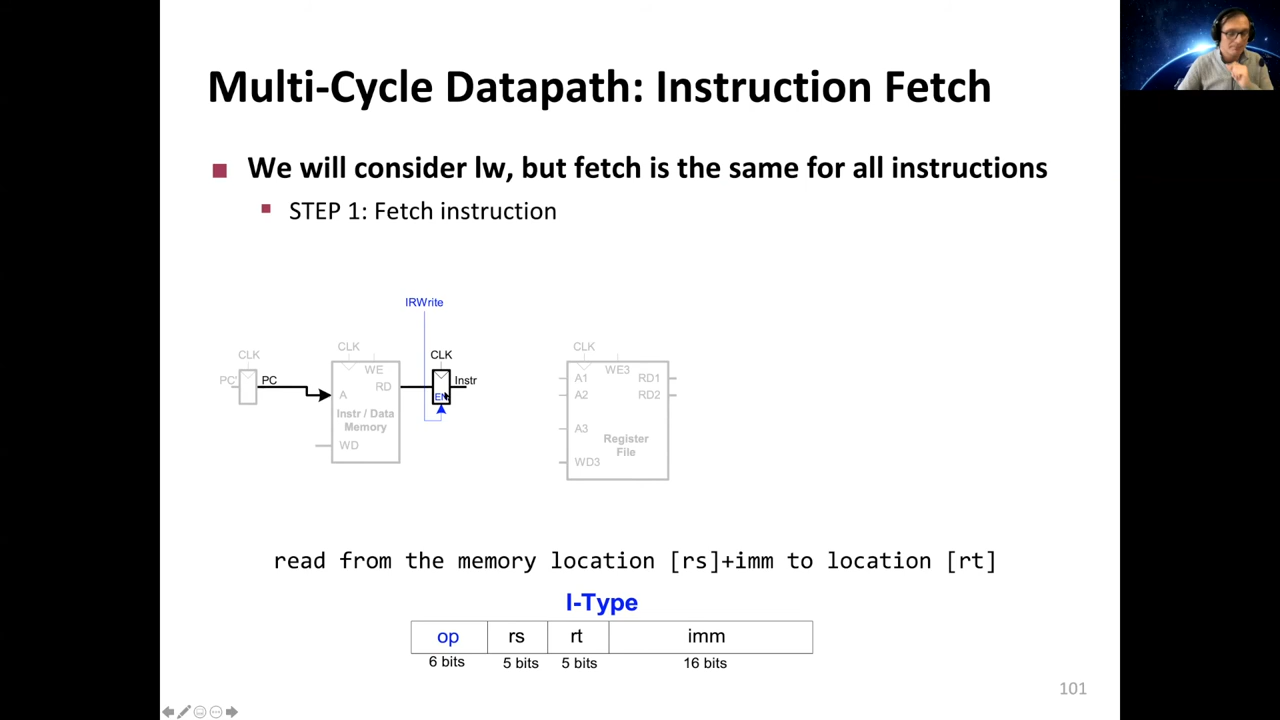 Multi-Cycle Datapath: Instruction Fetch
We will consider lw, but fetch is the same for all instructions
STEP 1: Fetch instruction
IRWrite
CLK
CLK
CLK
CLK
PC'
PC
WE
RD
A
Instr / Data
Memory
WD
EN
Instr
WE3
A1
RD1
A2
RD2
A3
Register
File
WD3
read from the memory location [rs]+imm to location [rt]
I-Type
op
rs
rt
imm
6 bits
5 bits
5 bits
16 bits
101